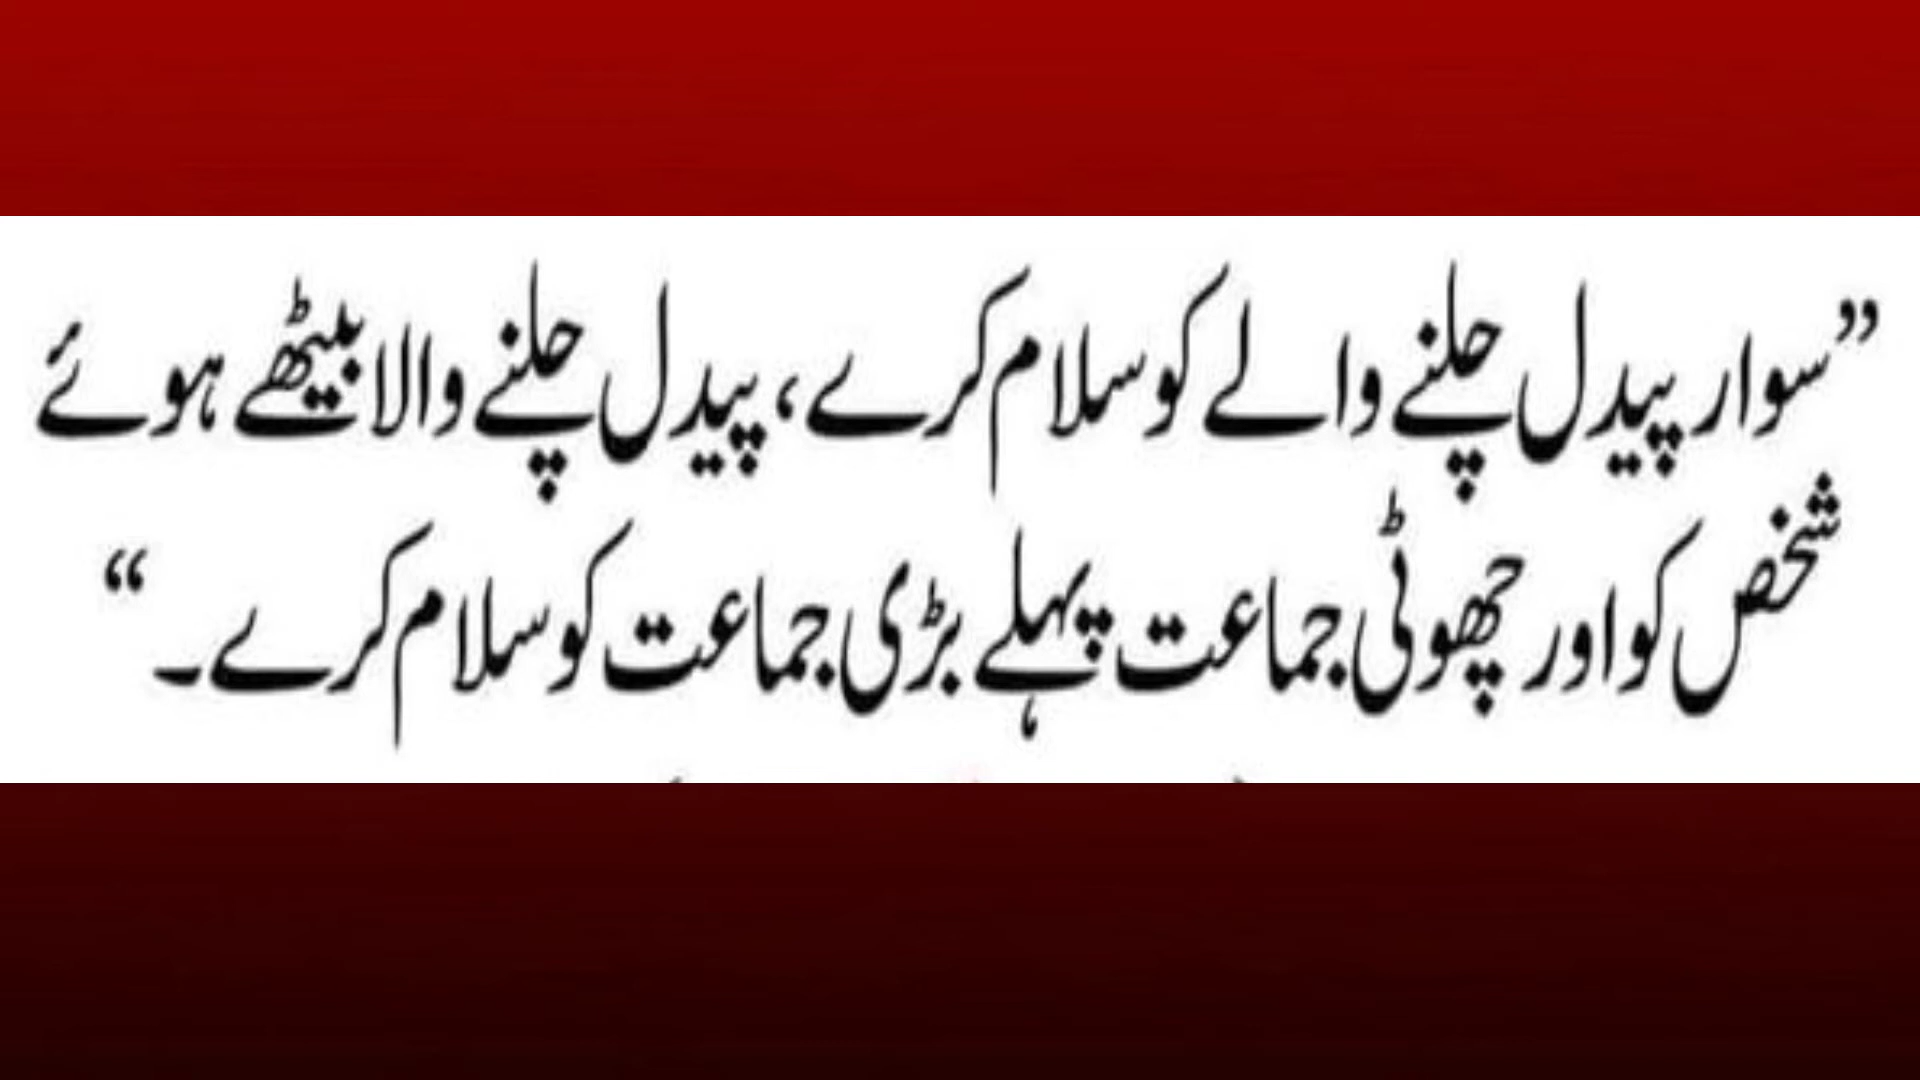 ”سوار پیدل چلنے والے کو سلام کرے، پیدل چلنے والا بیٹھے ہوئے
شخص کو اور چھوٹی جماعت پہلے بڑی جماعت کو سلام کرے۔“